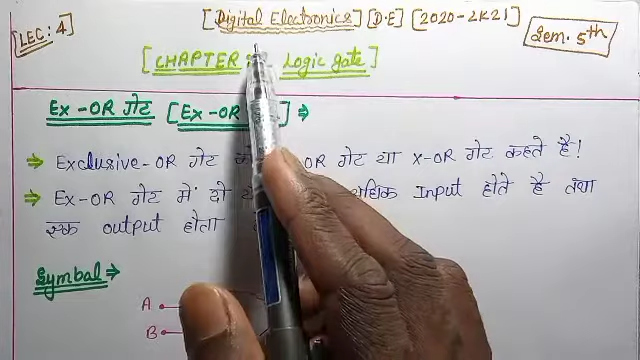 [LEC: 4]
[Digital Electronics] [D.E] [2020-2K21]
Sem. 5th
[CHAPTER Logic gate]
Ex-OR गेट [Ex-OR ] ⇒
⇒ Exclusive-OR गेट को OR गेट या X-OR गेट कहते है!
⇒ Ex-OR गेट में दो Input होते है तथा
एक output होता
Symbol ⇒
A
B